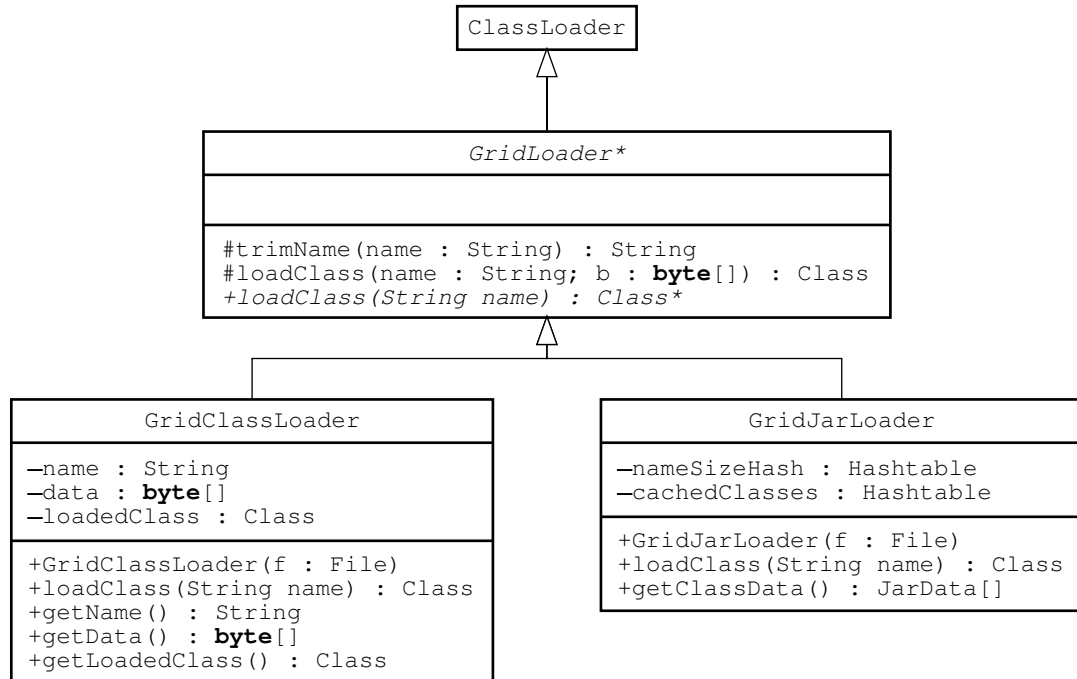 ClassLoader
GridLoader*
#trimName(name : String) : String
#loadClass(name : String; b : byte[]) : Class
+loadClass(String name) : Class*
GridClassLoader
–name : String
–data : byte[]
–loadedClass : Class
+GridClassLoader(f : File)
+loadClass(String name) : Class
+getName() : String
+getData() : byte[]
+getLoadedClass() : Class
GridJarLoader
–nameSizeHash : Hashtable
–cachedClasses : Hashtable
+GridJarLoader(f : File)
+loadClass(String name) : Class
+getClassData() : JarData[]